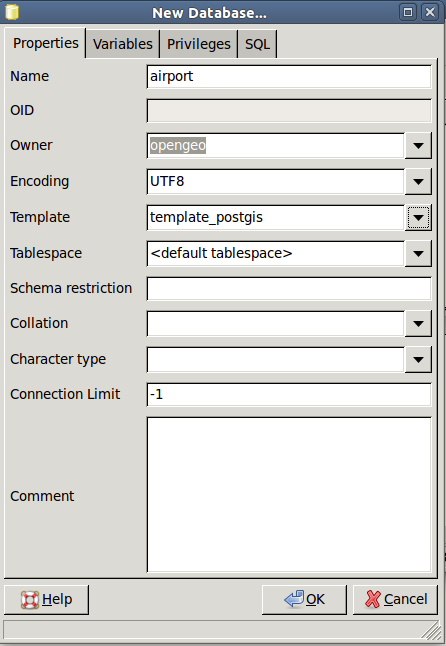 New Database...
Properties Variables Privileges SQL
Name airport
OID
Owner opengeo
Encoding UTF8
Template template_postgis
Tablespace <default tablespace>
Schema restriction
Collation
Character type
Connection Limit -1
Comment
Help OK Cancel